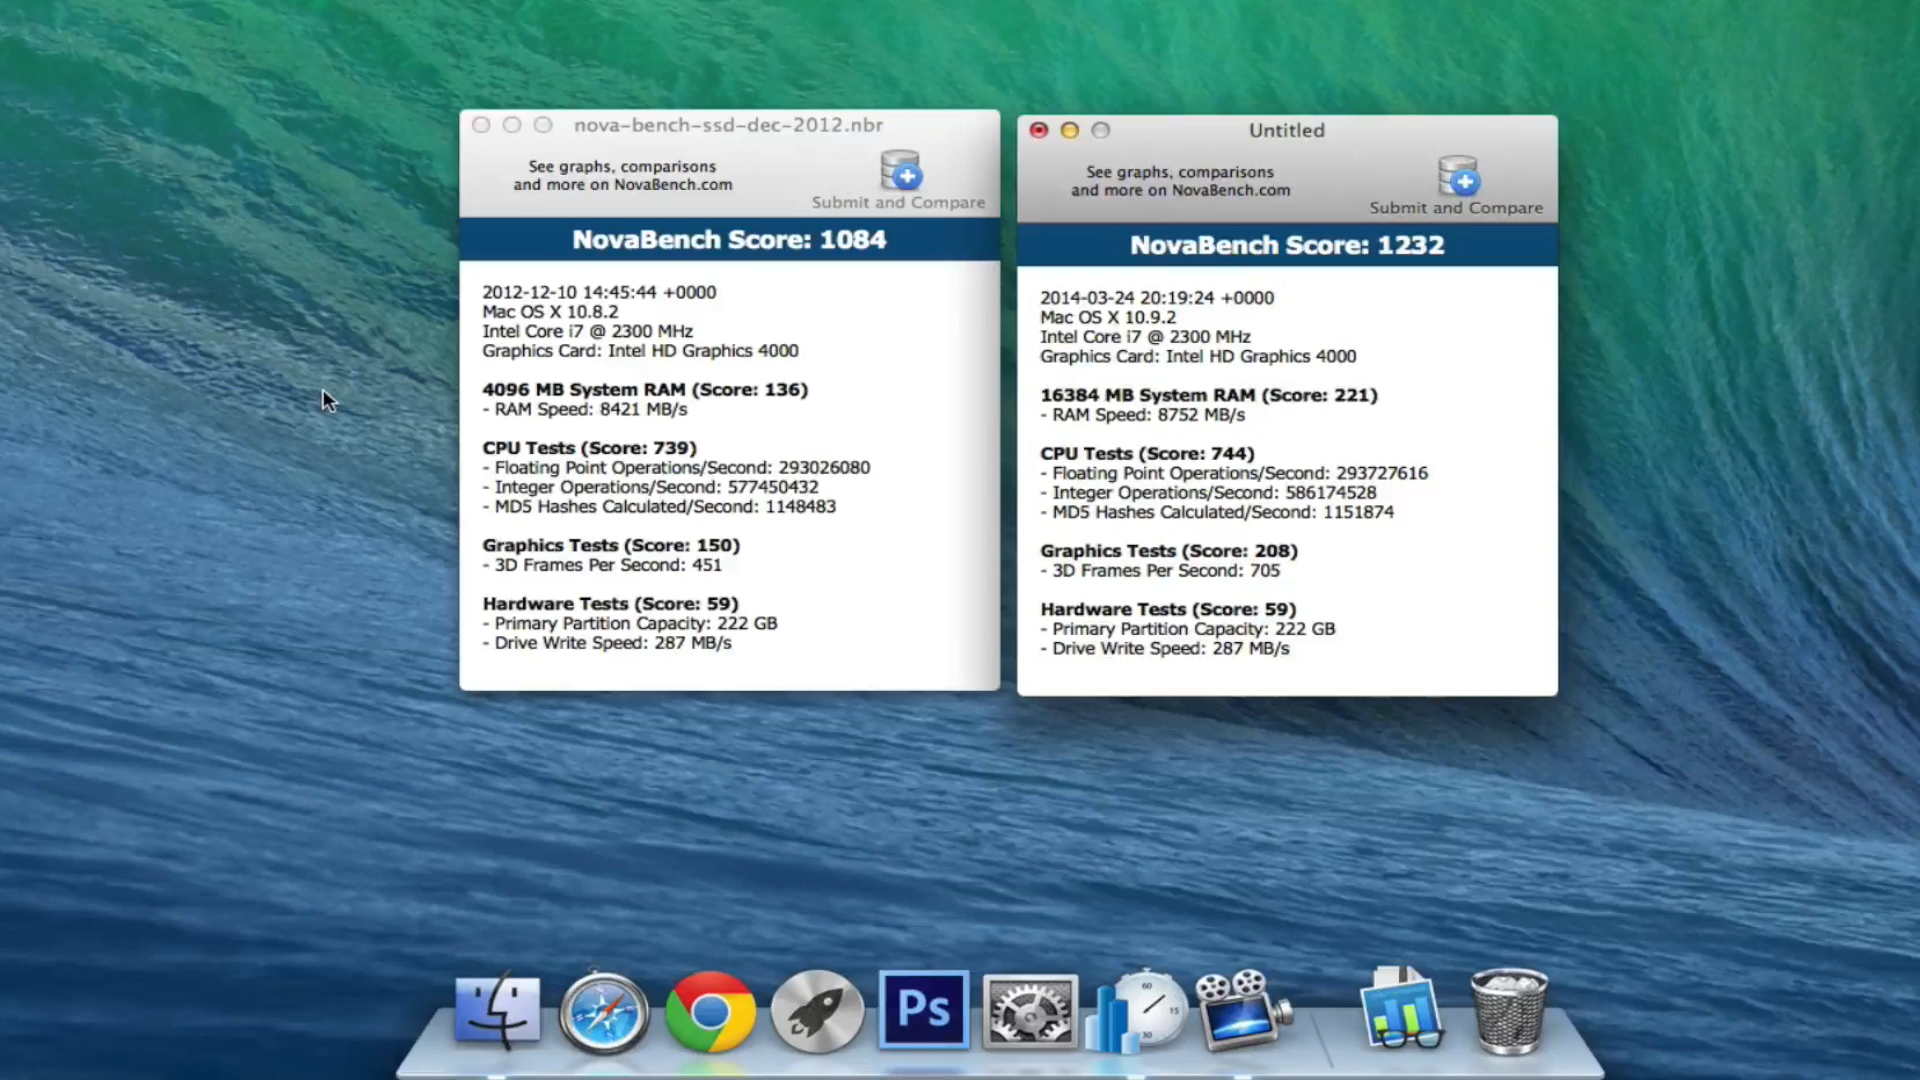 nova-bench-ssd-dec-2012.nbr
See graphs, comparisons
and more on NovaBench.com
Submit and Compare
NovaBench Score: 1084
2012-12-10 14:45:44 +0000
Mac OS X 10.8.2
Intel Core i7 @ 2300 MHz
Graphics Card: Intel HD Graphics 4000
4096 MB System RAM (Score: 136)
- RAM Speed: 8421 MB/s
CPU Tests (Score: 739)
- Floating Point Operations/Second: 293026080
- Integer Operations/Second: 577450432
- MD5 Hashes Calculated/Second: 1148483
Graphics Tests (Score: 150)
- 3D Frames Per Second: 451
Hardware Tests (Score: 59)
- Primary Partition Capacity: 222 GB
- Drive Write Speed: 287 MB/s
Untitled
See graphs, comparisons
and more on NovaBench.com
Submit and Compare
NovaBench Score: 1232
2014-03-24 20:19:24 +0000
Mac OS X 10.9.2
Intel Core i7 @ 2300 MHz
Graphics Card: Intel HD Graphics 4000
16384 MB System RAM (Score: 221)
- RAM Speed: 8752 MB/s
CPU Tests (Score: 744)
- Floating Point Operations/Second: 293727616
- Integer Operations/Second: 586174528
- MD5 Hashes Calculated/Second: 1151874
Graphics Tests (Score: 208)
- 3D Frames Per Second: 705
Hardware Tests (Score: 59)
- Primary Partition Capacity: 222 GB
- Drive Write Speed: 287 MB/s
Ps
60
15
30